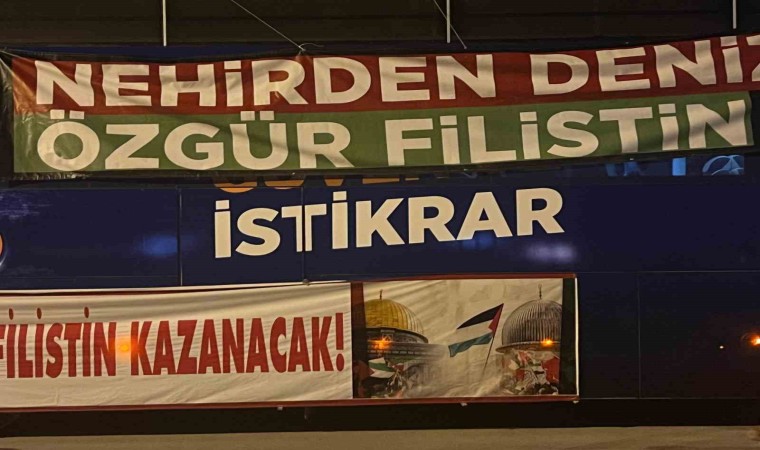 NEHİRDEN DENİZ
ÖZGÜR FİLİSTİN
İSTİKRAR
FİLİSTİN KAZANACAK!